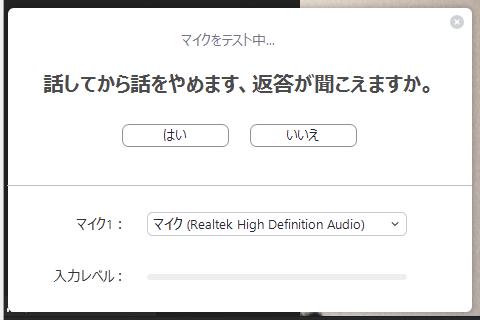 マイクをテスト中...
話してから話をやめます、返答が聞こえますか。
はい
いいえ
マイク1：
マイク (Realtek High Definition Audio)
入力レベル：